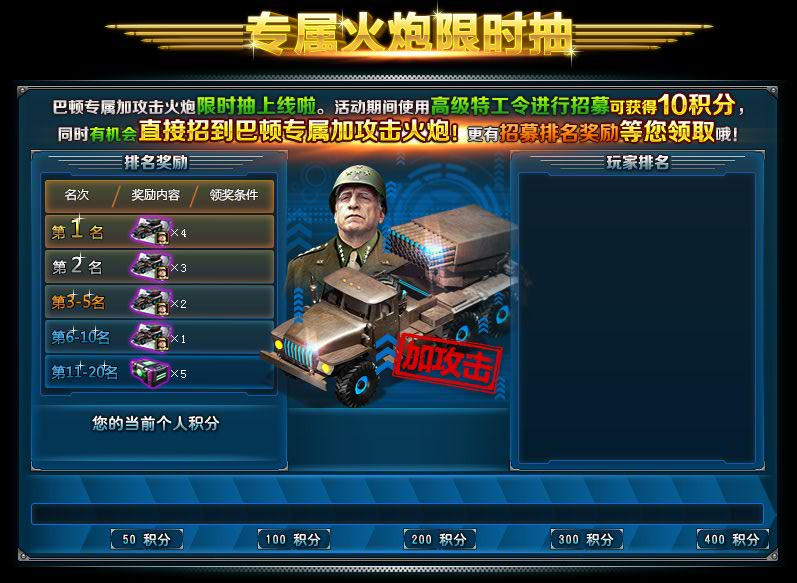 专属火炮限时抽
巴顿专属加攻击火炮限时抽上线啦。活动期间使用高级特工令进行招募可获得10积分，
同时有机会直接招到巴顿专属加攻击火炮！更有招募排名奖励等您领取哦！
排名奖励
名次 奖励内容 领奖条件
第1名 ×4
第2名 ×3
第3-5名 ×2
第6-10名 ×1
第11-20名 ×5
您的当前个人积分
加攻击
玩家排名
50 积分 100 积分 200 积分 300 积分 400 积分